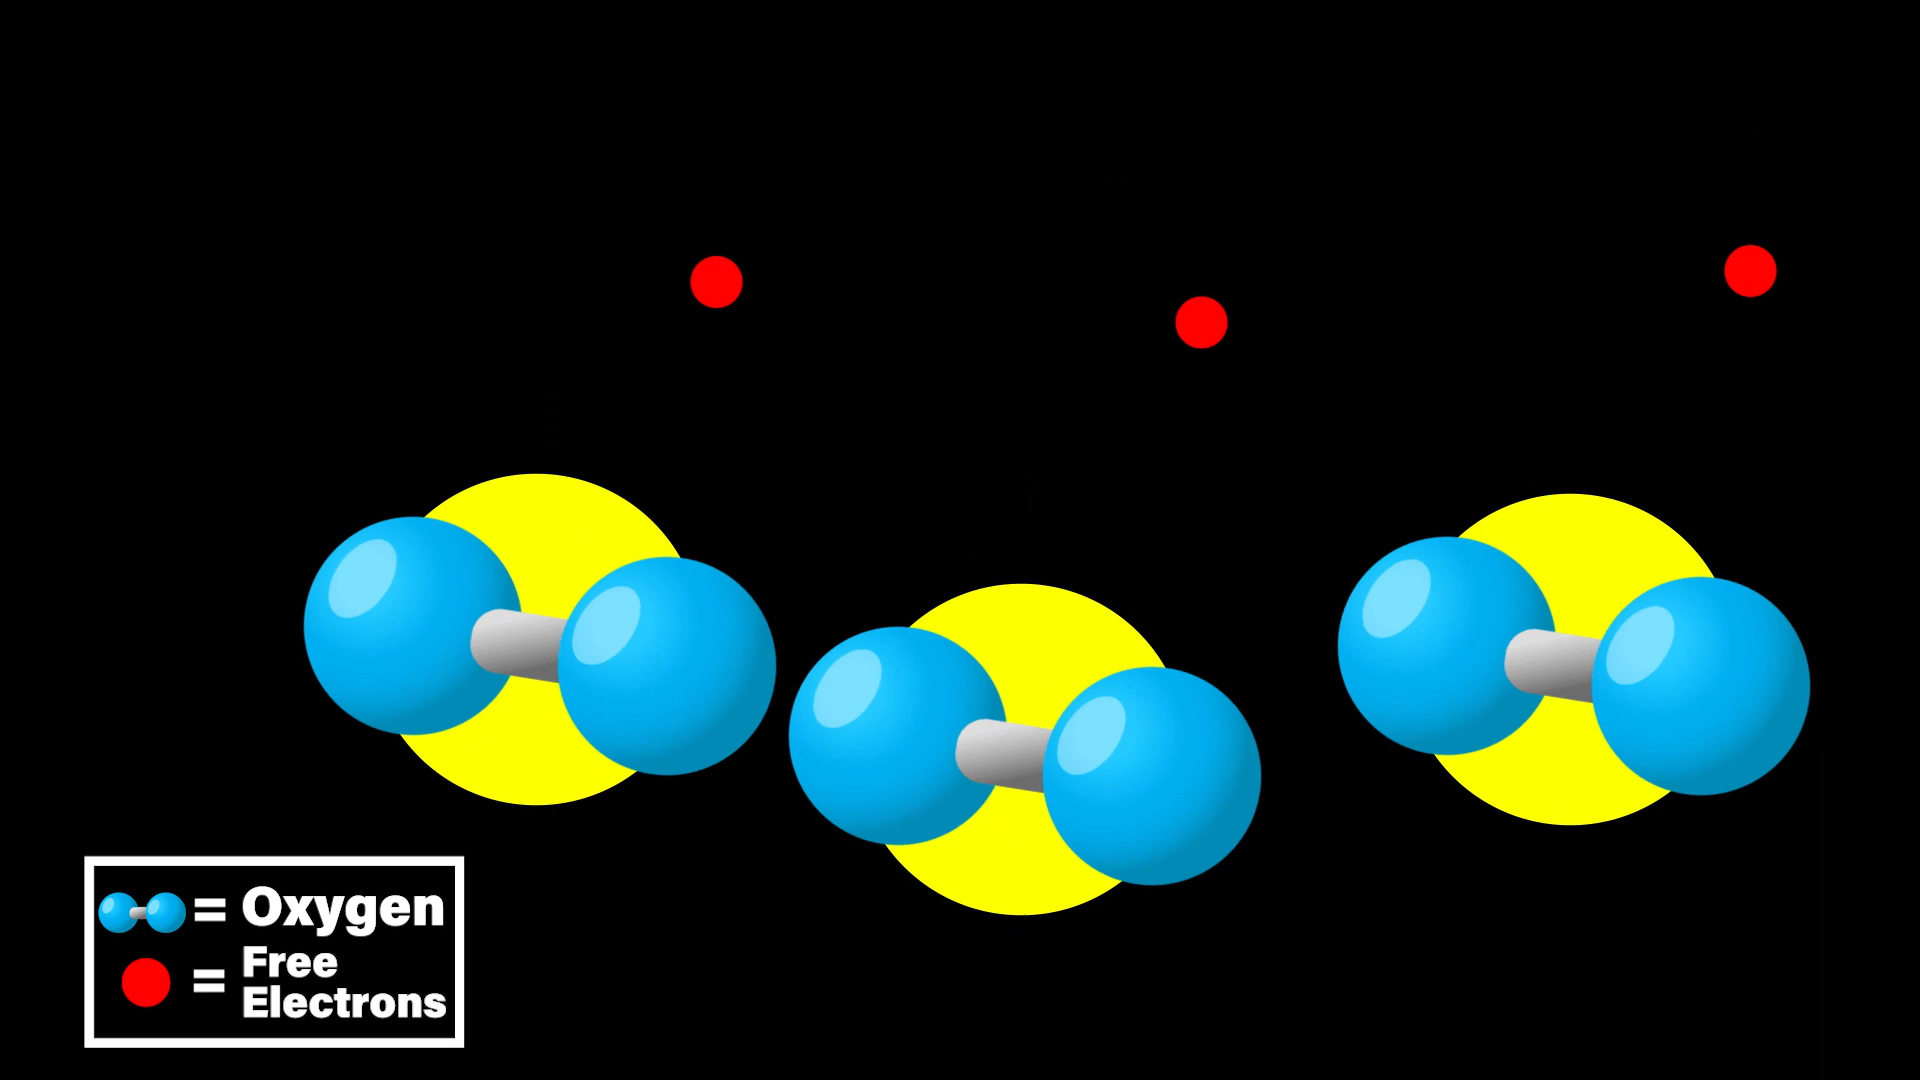 = Oxygen
= Free
Electrons